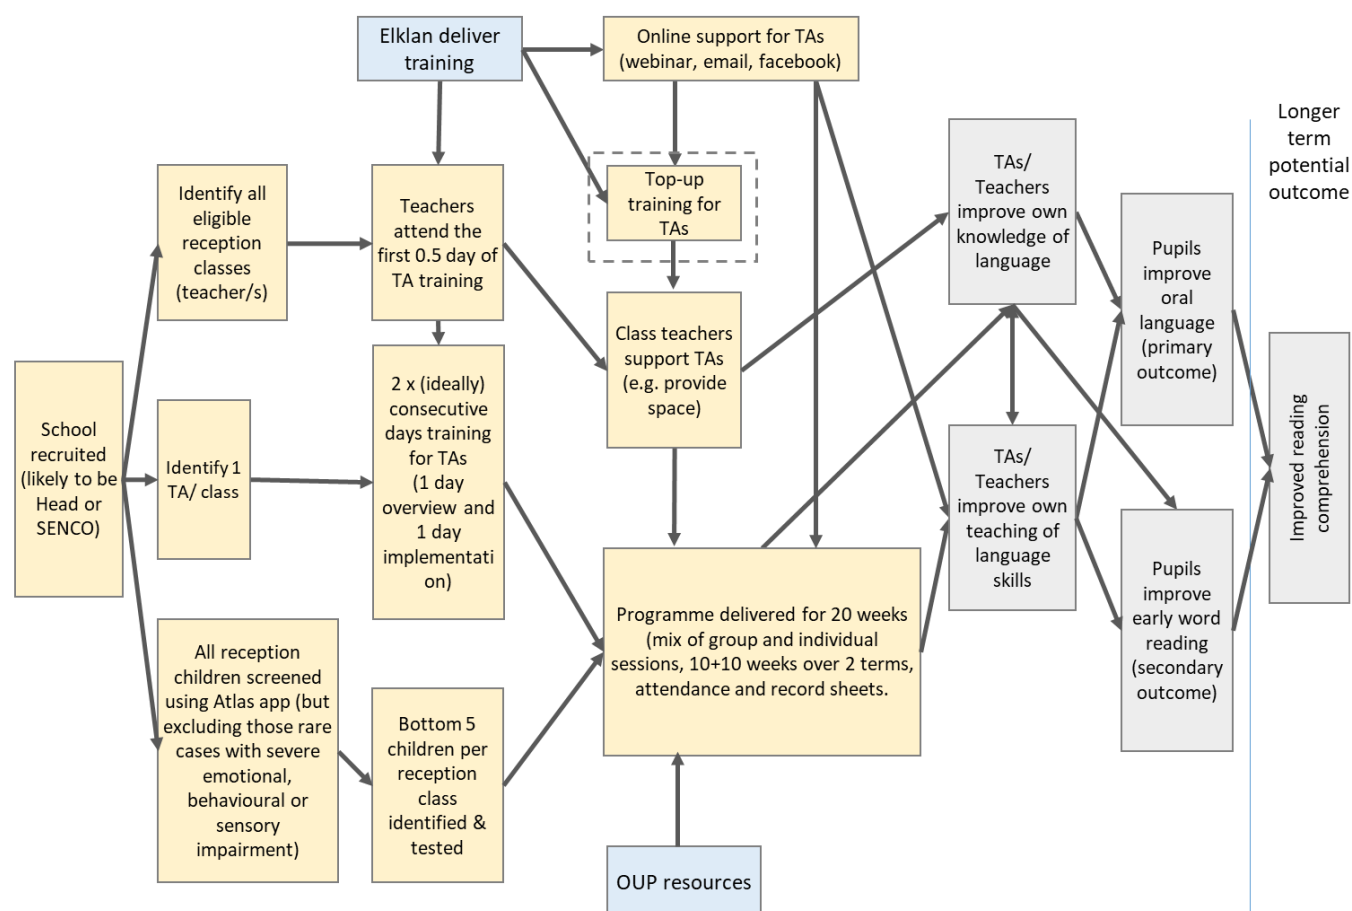 Elklan deliver
training
Online support for TAs
(webinar, email, facebook)
Longer
term
potential
outcome
Identify all
eligible
reception
classes
(teacher/s)
Teachers
attend the
first 0.5 day of
TA training
Top-up
training for
TAs
TAs/
Teachers
improve own
knowledge of
language
Pupils
improve
oral
language
(primary
outcome)
Class teachers
support TAs
(e.g. provide
space)
School
recruited
(likely to be
Head or
SENCO)
Identify 1
TA/ class
2 x (ideally)
consecutive
days training
for TAs
(1 day
overview and
1 day
implementati
on)
TAs/
Teachers
improve own
teaching of
language
skills
Improved reading
comprehension
Pupils
improve
early word
reading
(secondary
outcome)
Programme delivered for 20 weeks
(mix of group and individual
sessions, 10+10 weeks over 2 terms,
attendance and record sheets.
All reception
children screened
using Atlas app (but
excluding those rare
cases with severe
emotional,
behavioural or
sensory
impairment)
Bottom 5
children per
reception
class
identified &
tested
OUP resources